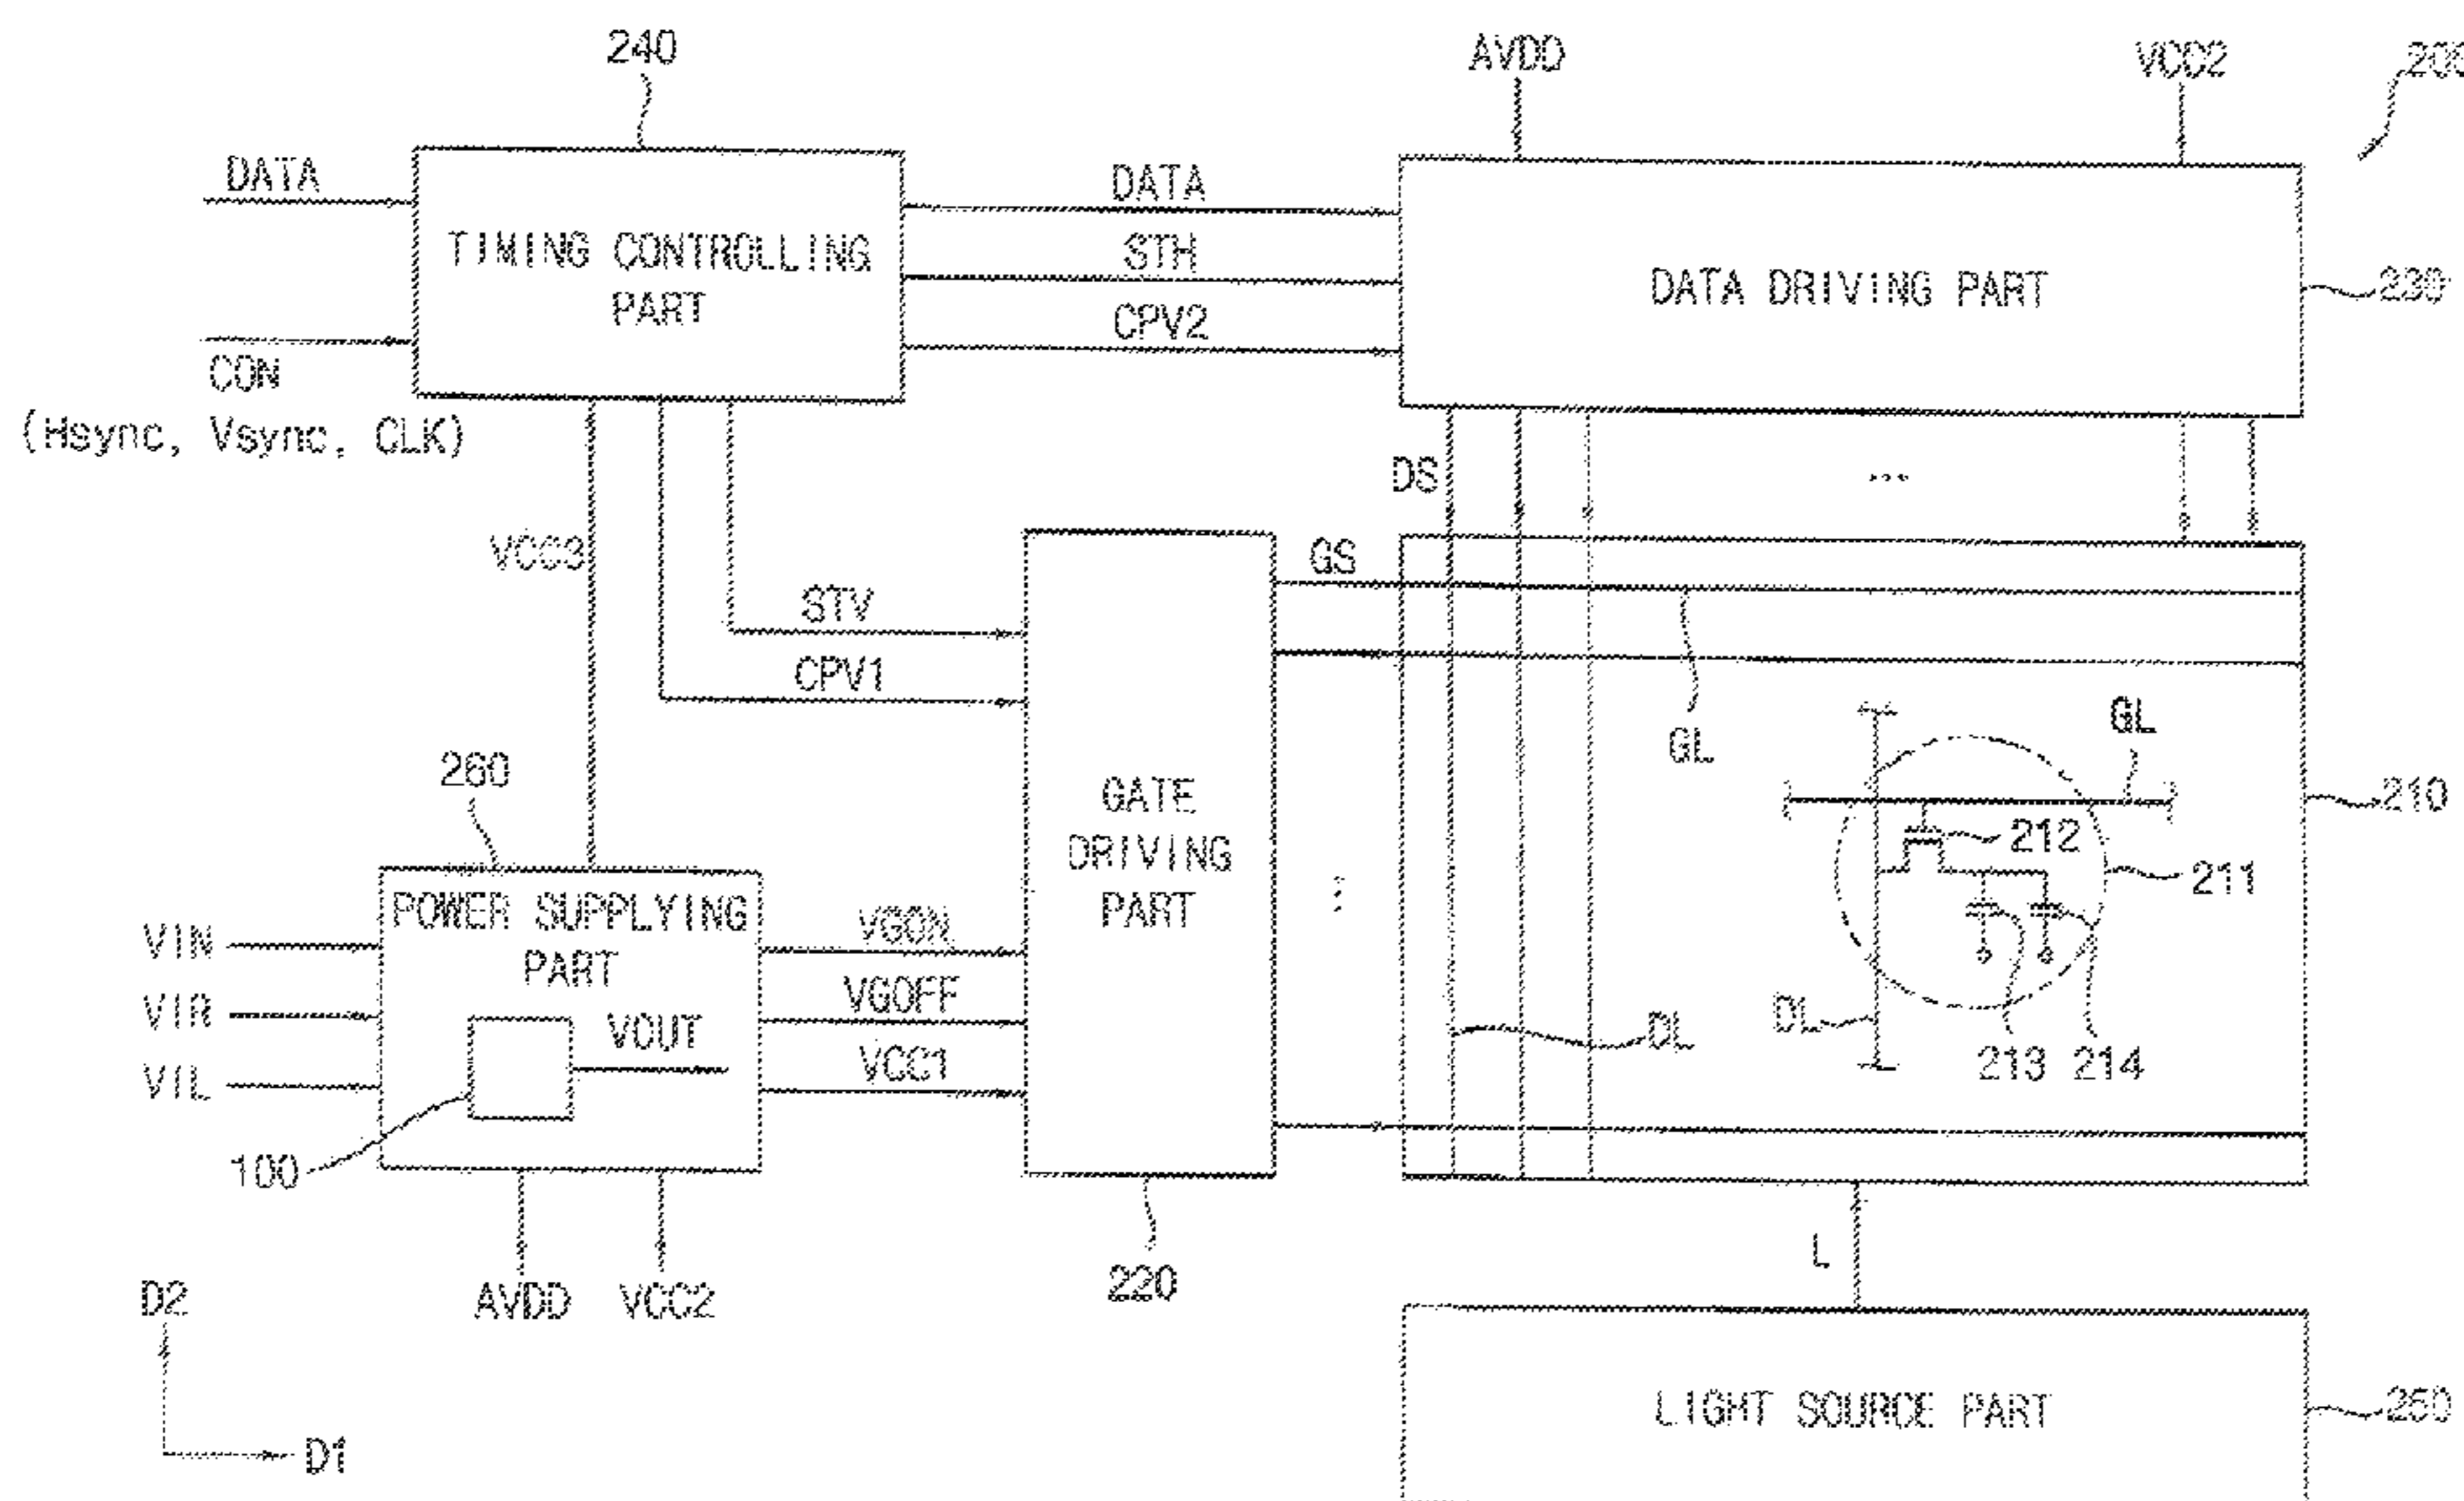 240
AVDD
VCC2
DATA
TIMING CONTROLLING
PART
DATA
STH
CPV2
DATA DRIVING PART
230
CON
(Hsync, Vsync, CLK)
DS
...
VCC3
GS
STV
CPV1
GL
GL
260
GATE
DRIVING
PART
210
212
211
POWER SUPPLYING
PART
VIN
VIR
VIL
VGON
VGOFF
VCC1
VOUT
DL
DL
213
214
100
220
L
AVDD
VCC2
D2
D1
LIGHT SOURCE PART
250